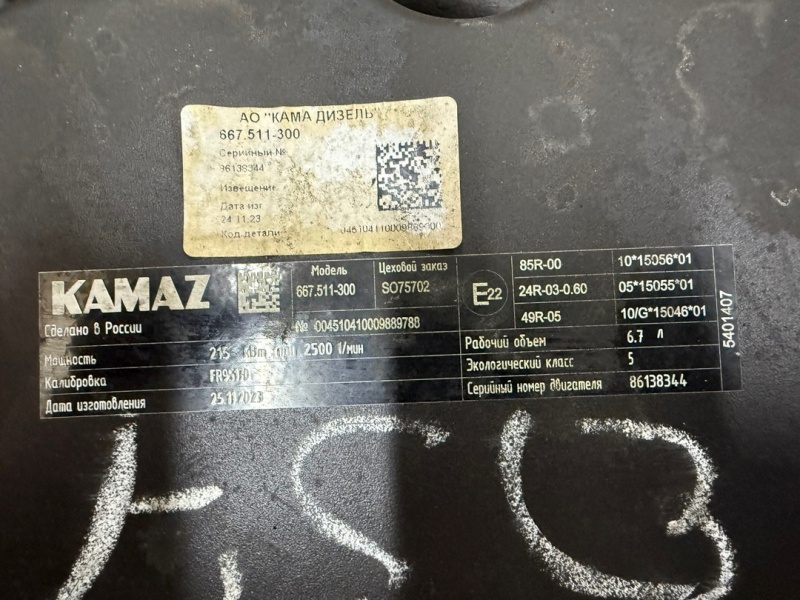 АО "КАМА ДИЗЕЛЬ"
667.511-300
Серийный №
86138344
Извещение
Дата изг.
24.11.23
Код детали
KAMAZ
Сделано в России
Модель
667.511-300
Цеховой заказ
SO75702
№ 004510410009889788
Мощность 215 кВт при 2500 1/мин
Калибровка
Дата изготовления 25.11.2023
E22
85R-00 10*15056*01
24R-03-0.60 05*15055*01
49R-05 10/G*15046*01
Рабочий объем 6.7 л
Экологический класс 5
Серийный номер двигателя 86138344
5401407